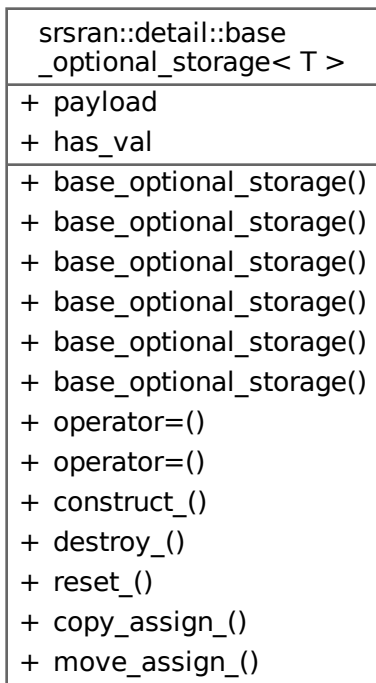 srsran::detail::base
_optional_storage< T >
+ payload
+ has_val
+ base_optional_storage()
+ base_optional_storage()
+ base_optional_storage()
+ base_optional_storage()
+ base_optional_storage()
+ base_optional_storage()
+ operator=()
+ operator=()
+ construct_()
+ destroy_()
+ reset_()
+ copy_assign_()
+ move_assign_()